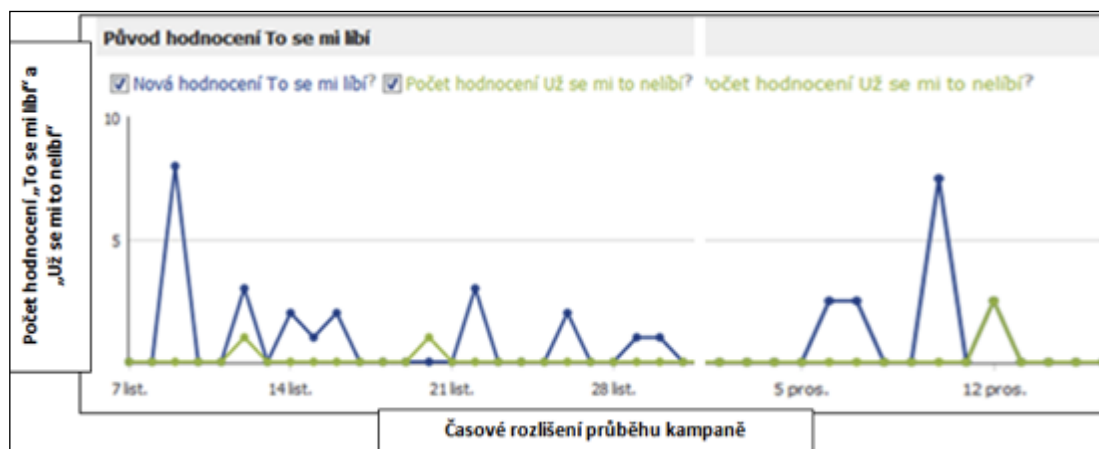 Původ hodnocení To se mi líbí
Nová hodnocení To se mi líbí? Počet hodnocení Už se mi to nelíbí? Počet hodnocení Už se mi to nelíbí?
Počet hodnocení „To se mi líbí“ a
„Už se mi to nelíbí“
10
5
7 list. 14 list. 21 list. 28 list. 5 pros. 12 pros.
Časové rozlišení průběhu kampaně